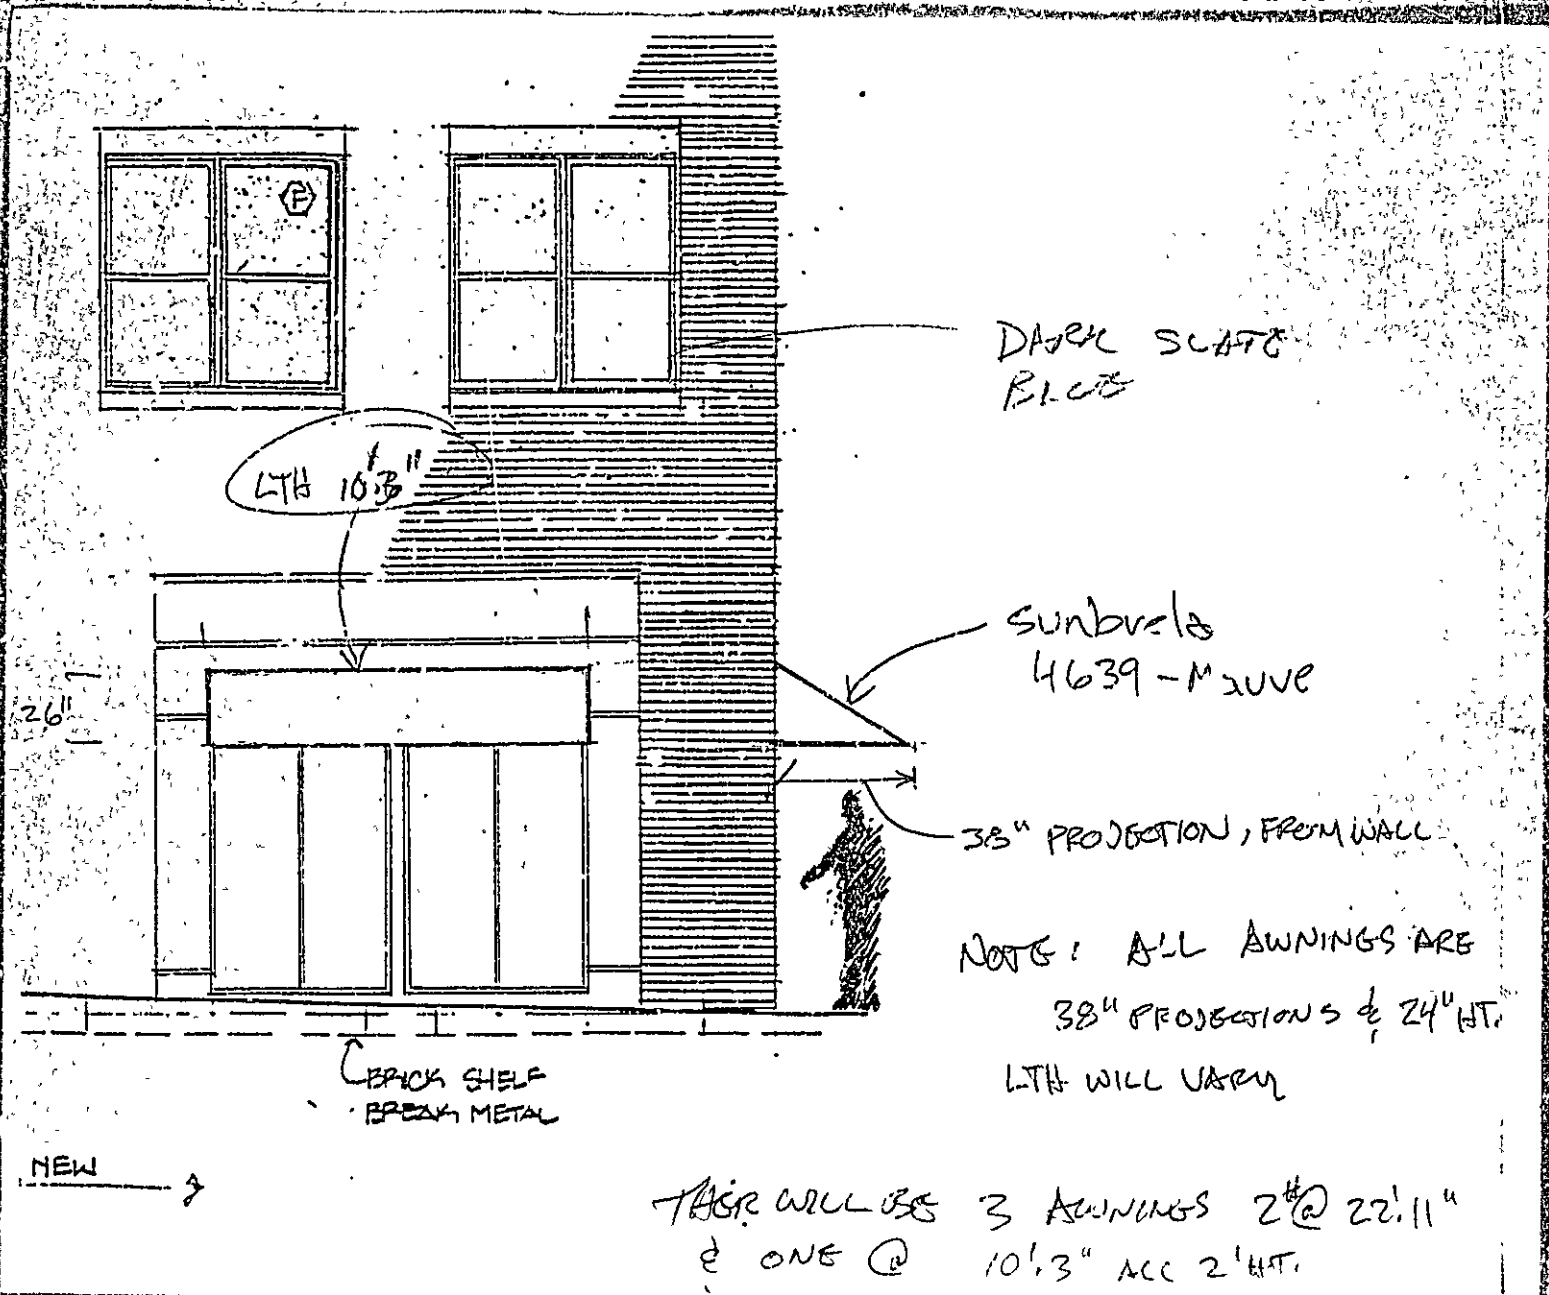 F
DARK SLATE
BLUE
LTH 10'.3"
Sunbrela
4639 - Mauve
26"
38" PROJECTION, FROM WALL
NOTE: ALL AWNINGS ARE
38" PROJECTIONS & 24" HT.
LTH WILL VARY
BRICK SHELF
BREAK METAL
NEW
THER WILL BE 3 AWNINGS 2 @ 22'.11"
& ONE @ 10'.3" ALL 2' HT.